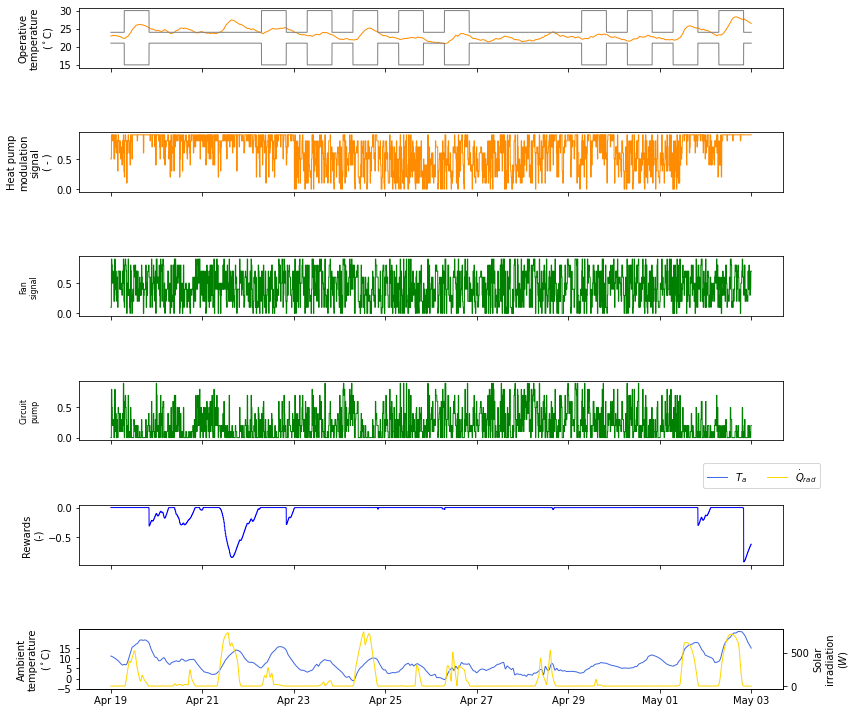 Operative
temperature
(°C)
30
25
20
15
Heat pump
modulation
signal
( - )
0.5
0.0
Fan
signal
0.5
0.0
Circuit
pump
0.5
0.0
T_a
Q̇_rad
Rewards
(-)
0.0
−0.5
Ambient
temperature
(°C)
15
10
5
0
−5
500
0
Solar
irradiation
(W)
Apr 19 Apr 21 Apr 23 Apr 25 Apr 27 Apr 29 May 01 May 03